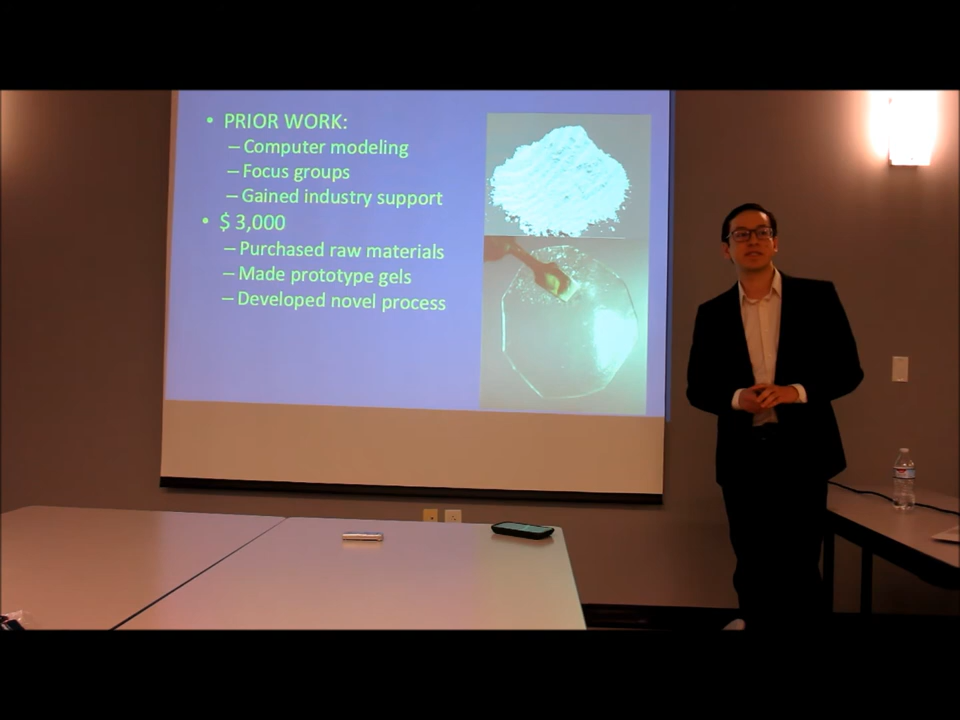 • PRIOR WORK:
– Computer modeling
– Focus groups
– Gained industry support
• $ 3,000
– Purchased raw materials
– Made prototype gels
– Developed novel process